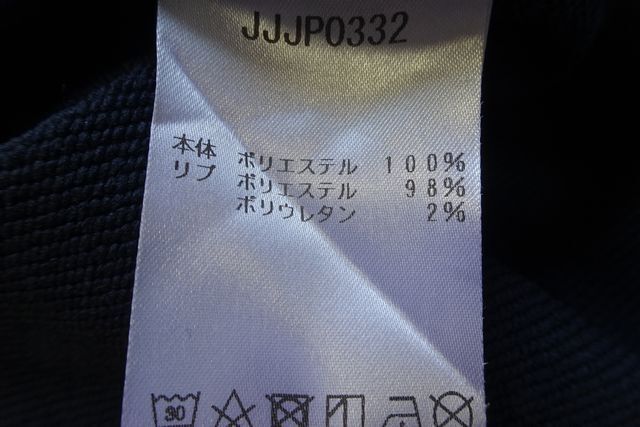 JJJP0332
本体 ポリエステル 100%
リブ ポリエステル 98%
ポリウレタン 2%
30